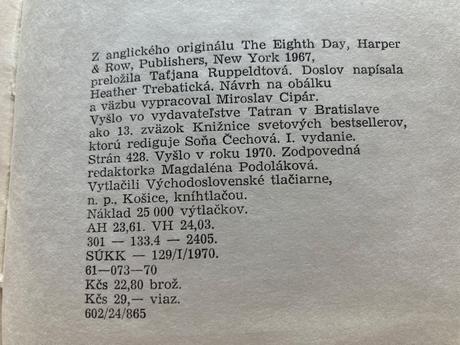 Z anglického originálu The Eighth Day, Harper
& Row, Publishers, New York 1967,
preložila Taťjana Ruppeldtová. Doslov napísala
Heather Trebatická. Návrh na obálku
a väzbu vypracoval Miroslav Cipár.
Vyšlo vo vydavateľstve Tatran v Bratislave
ako 13. zväzok Knižnice svetových bestsellerov,
ktorú rediguje Soňa Čechová. I. vydanie.
Strán 428. Vyšlo v roku 1970. Zodpovedná
redaktorka Magdaléna Podoláková.
Vytlačili Východoslovenské tlačiarne,
n. p., Košice, kníhtlačou.
Náklad 25 000 výtlačkov.
AH 23,61. VH 24,03.
301 — 133.4 — 2405.
SÚKK — 129/I/1970.
61—073—70
Kčs 22,80 brož.
Kčs 29,— viaz.
602/24/865